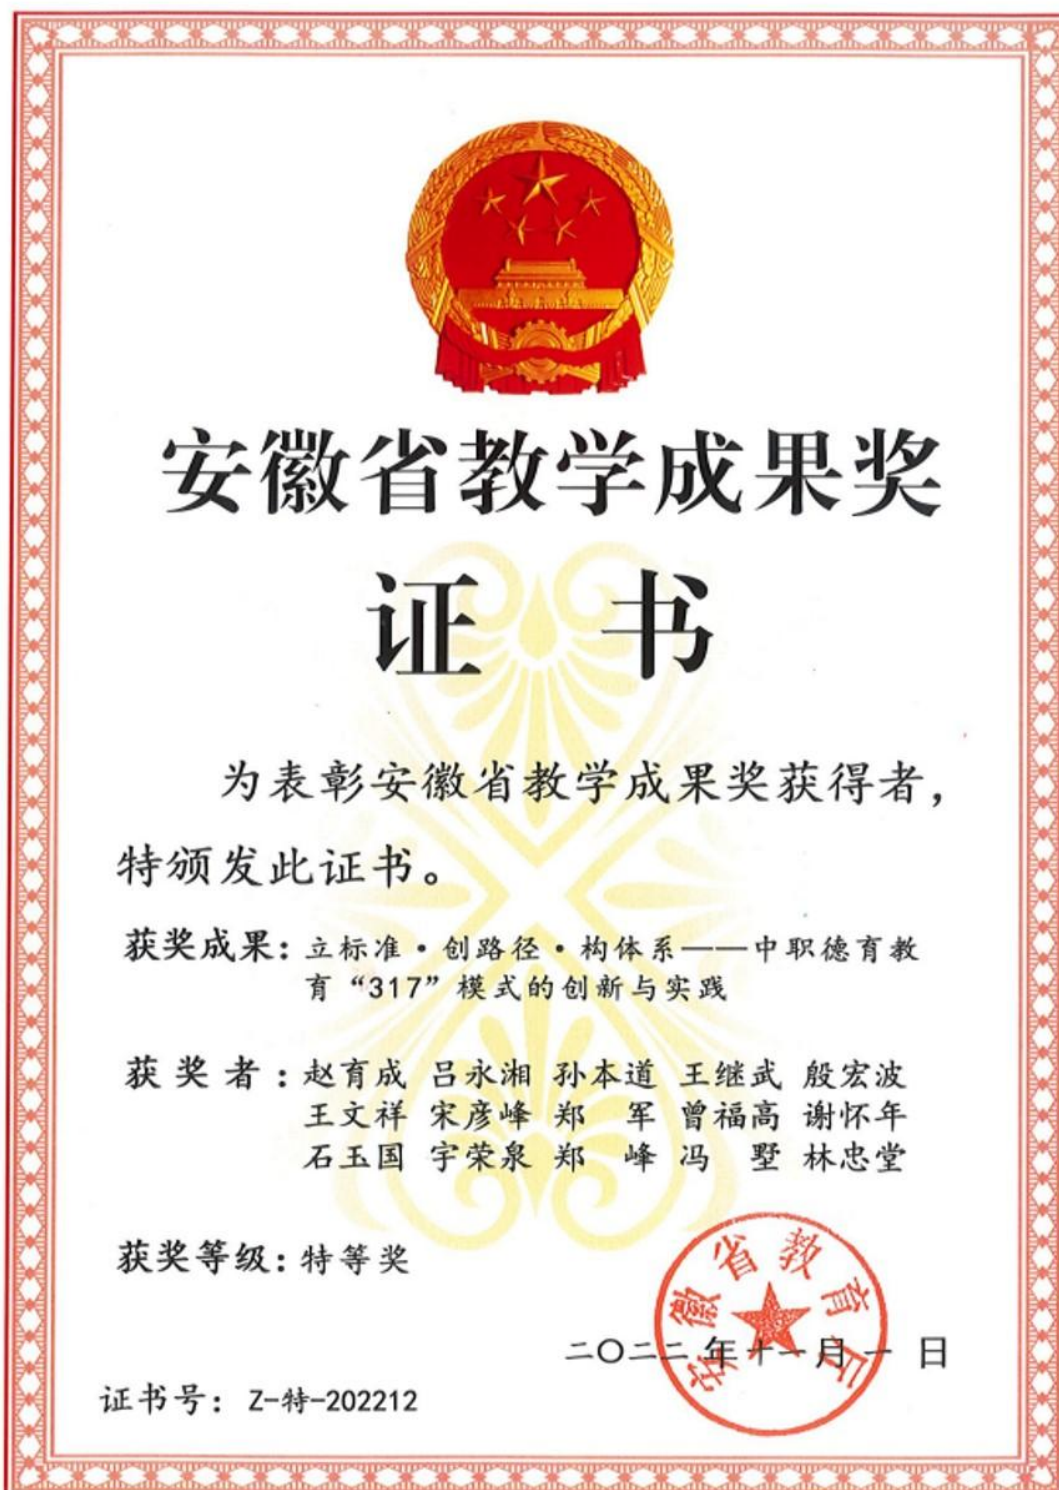 安徽省教学成果奖
证 书
为表彰安徽省教学成果奖获得者，
特颁发此证书。
获奖成果：立标准·创路径·构体系——中职德育教
育“317”模式的创新与实践
获奖者：赵育成 吕永湘 孙本道 王继武 殷宏波
王文祥 宋彦峰 郑 军 曾福高 谢怀年
石玉国 宇荣泉 郑 峰 冯 墅 林忠堂
获奖等级：特等奖
安徽省教育厅
二〇二二年十一月一日
证书号：Z-特-202212